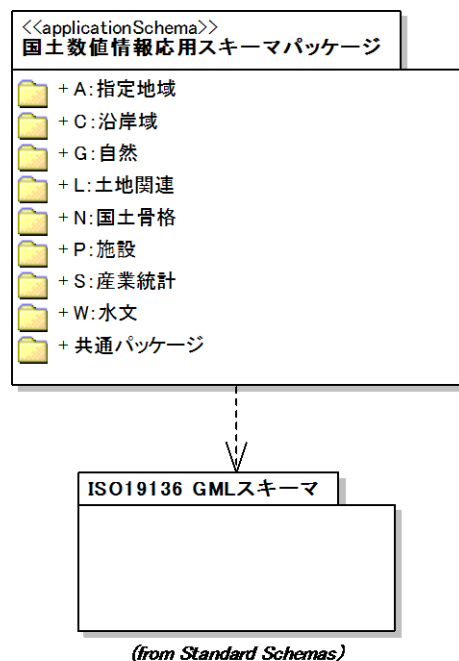 <<applicationSchema>>
国土数値情報応用スキーマパッケージ
+ A:指定地域
+ C:沿岸域
+ G:自然
+ L:土地関連
+ N:国土骨格
+ P:施設
+ S:産業統計
+ W:水文
+ 共通パッケージ
ISO19136 GMLスキーマ
(from Standard Schemas)